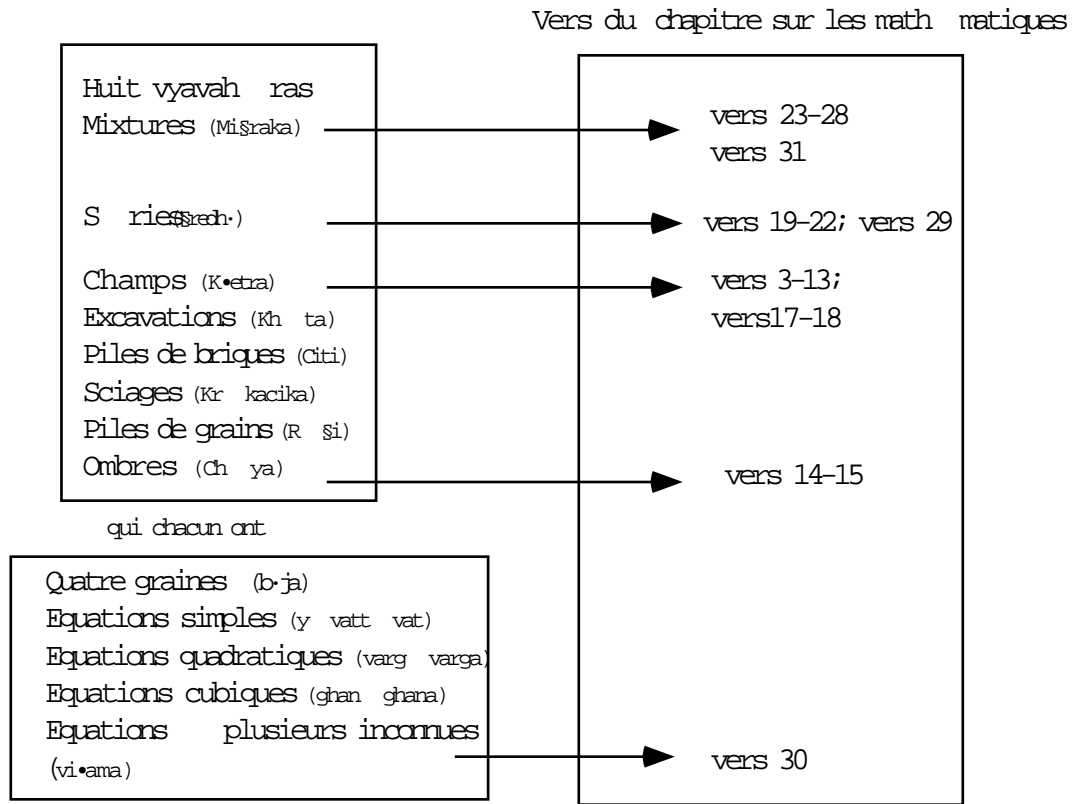 Vers du chapitre sur les math matiques
Huit vyavah ras
Mixtures (Mi§raka)
vers 23–28
vers 31
S ries(§redh·)
vers 19–22; vers 29
Champs (K•etra)
vers 3–13;
Excavations (Kh ta)
vers17–18
Piles de briques (Citi)
Sciages (Kr kacika)
Piles de grains (R §i)
Ombres (Ch ya)
vers 14–15
qui chacun ont
Quatre graines (b·ja)
Equations simples (y vatt vat)
Equations quadratiques (varg varga)
Equations cubiques (ghan ghana)
Equations plusieurs inconnues
(vi•ama)
vers 30